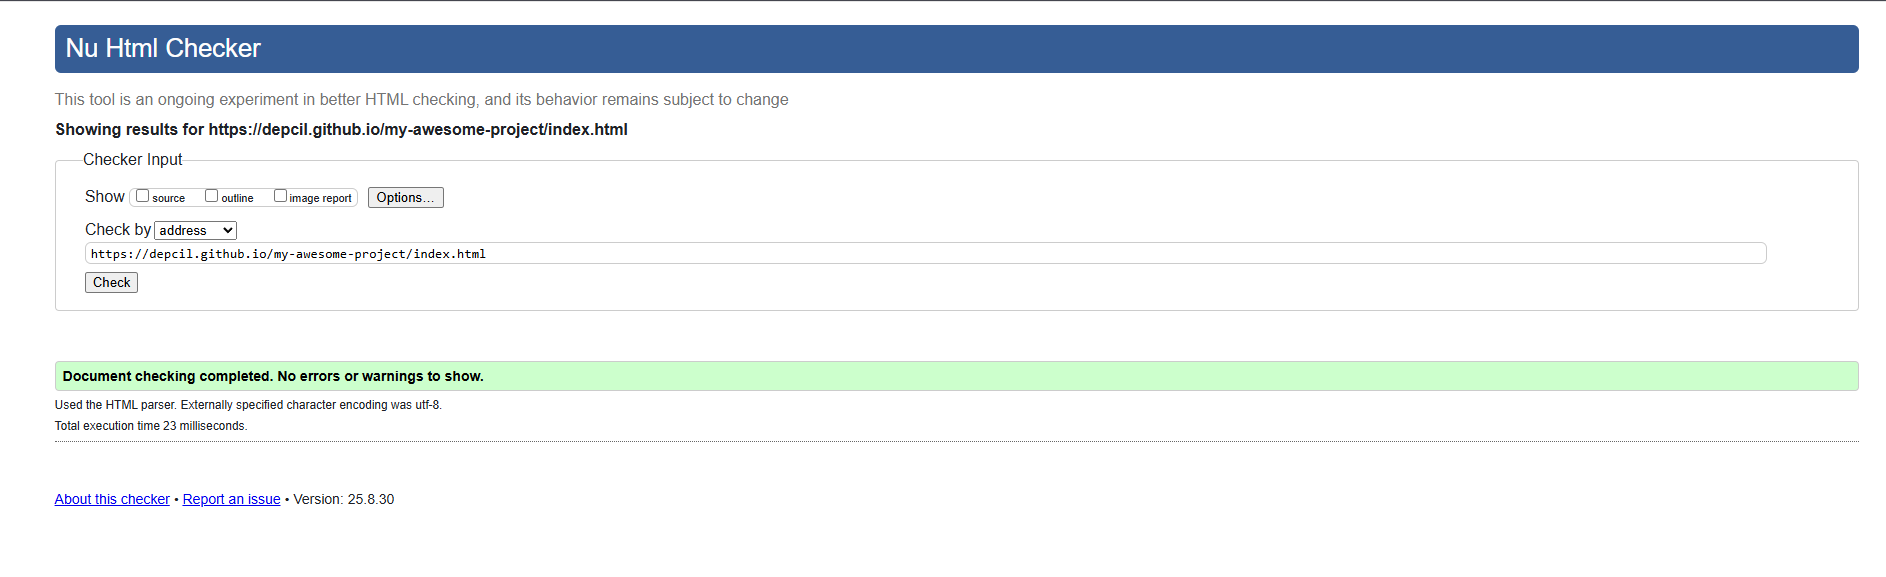 Nu Html Checker
This tool is an ongoing experiment in better HTML checking, and its behavior remains subject to change
Showing results for https://depcil.github.io/my-awesome-project/index.html
Checker Input
Show source outline image report Options...
Check by address
https://depcil.github.io/my-awesome-project/index.html
Check
Document checking completed. No errors or warnings to show.
Used the HTML parser. Externally specified character encoding was utf-8.
Total execution time 23 milliseconds.
About this checker • Report an issue • Version: 25.8.30